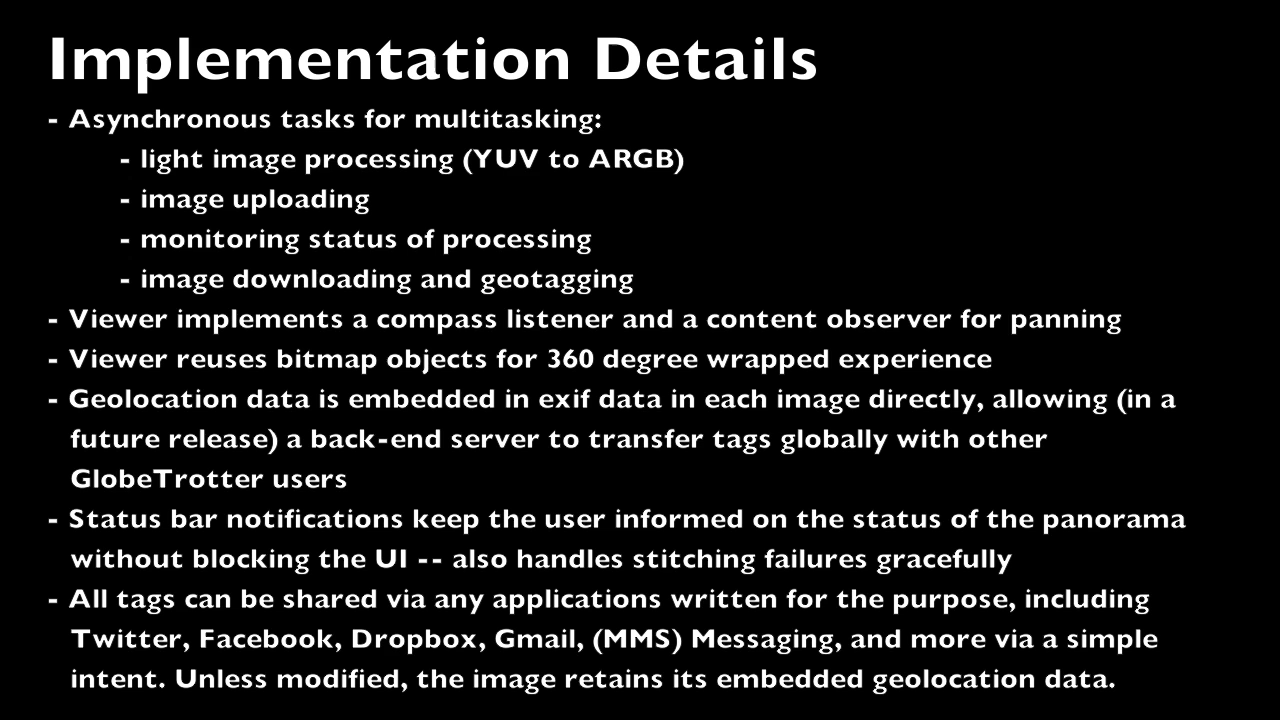 Implementation Details
- Asynchronous tasks for multitasking:
- light image processing (YUV to ARGB)
- image uploading
- monitoring status of processing
- image downloading and geotagging
- Viewer implements a compass listener and a content observer for panning
- Viewer reuses bitmap objects for 360 degree wrapped experience
- Geolocation data is embedded in exif data in each image directly, allowing (in a
future release) a back-end server to transfer tags globally with other
GlobeTrotter users
- Status bar notifications keep the user informed on the status of the panorama
without blocking the UI -- also handles stitching failures gracefully
- All tags can be shared via any applications written for the purpose, including
Twitter, Facebook, Dropbox, Gmail, (MMS) Messaging, and more via a simple
intent. Unless modified, the image retains its embedded geolocation data.